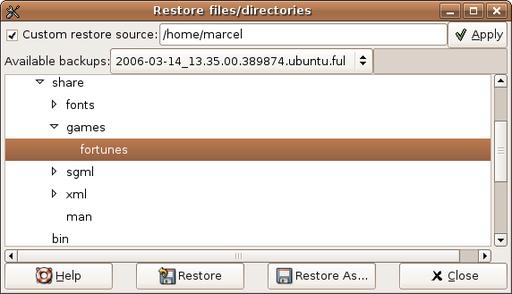 Restore files/directories
Custom restore source: /home/marcel Apply
Available backups: 2006-03-14_13.35.00.389874.ubuntu.ful
share
fonts
games
fortunes
sgml
xml
man
bin
Help Restore Restore As... Close